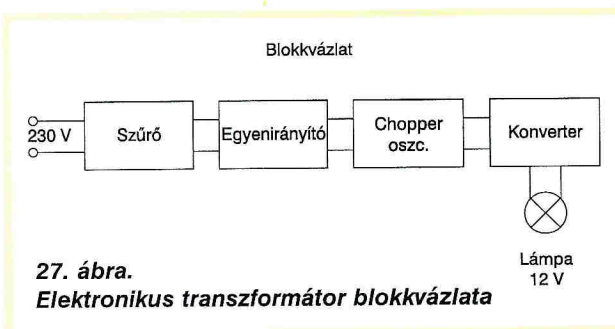 Blokkvázlat
230 V
Szűrő
Egyenirányító
Chopper
oszc.
Konverter
Lámpa
12 V
27. ábra.
Elektronikus transzformátor blokkvázlata